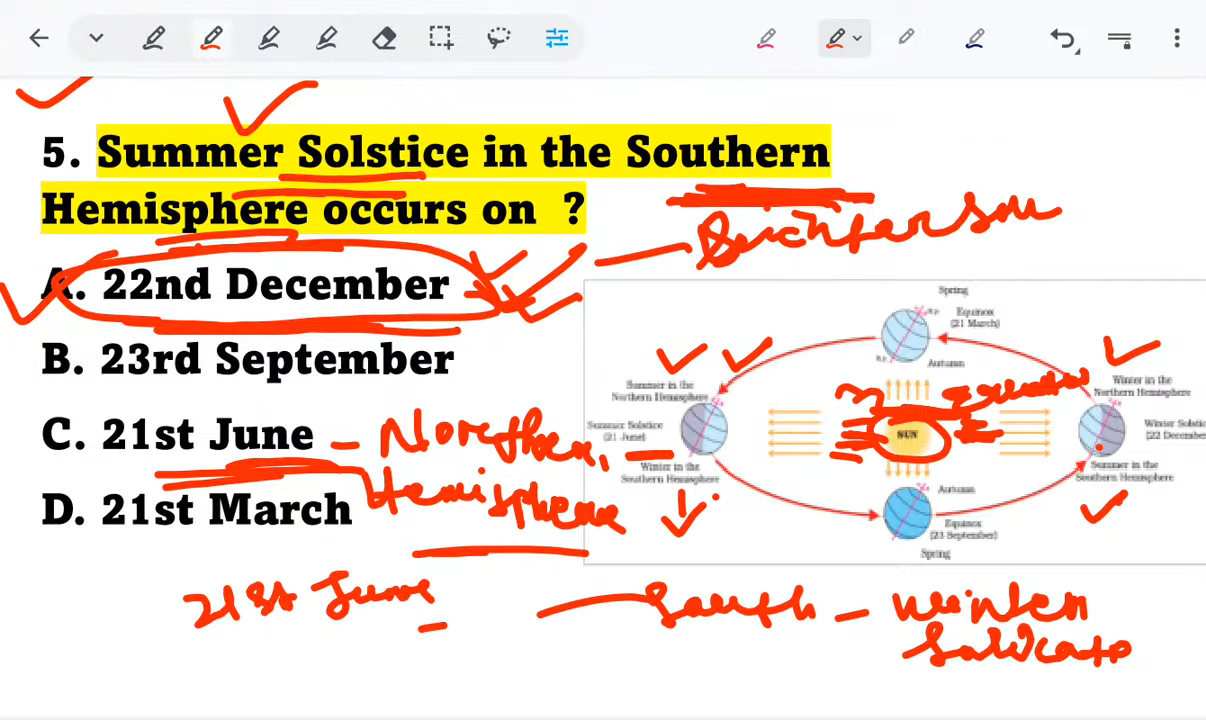 5. Summer Solstice in the Southern
Hemisphere occurs on ?
A. 22nd December
B. 23rd September
C. 21st June – Northern
Hemisphere
D. 21st March
21st June — South – Winter
Spring
Equinox
(21 March)
Autumn
Summer in the
Northern Hemisphere
Summer Solstice
(21 June)
Winter in the
Southern Hemisphere
SUN
Winter in the
Northern Hemisphere
Winter Solstic
(22 December
Summer in the
Southern Hemisphere
Autumn
Equinox
(23 September)
Spring